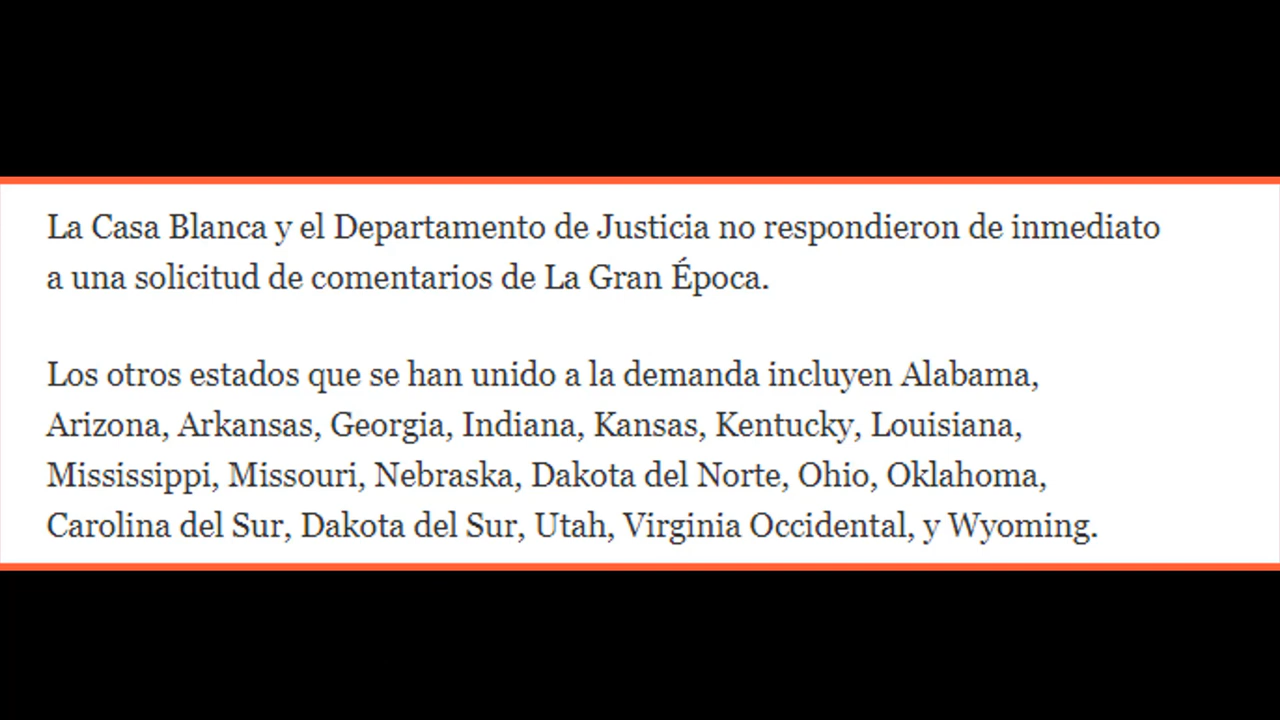 La Casa Blanca y el Departamento de Justicia no respondieron de inmediato
a una solicitud de comentarios de La Gran Época.
Los otros estados que se han unido a la demanda incluyen Alabama,
Arizona, Arkansas, Georgia, Indiana, Kansas, Kentucky, Louisiana,
Mississippi, Missouri, Nebraska, Dakota del Norte, Ohio, Oklahoma,
Carolina del Sur, Dakota del Sur, Utah, Virginia Occidental, y Wyoming.